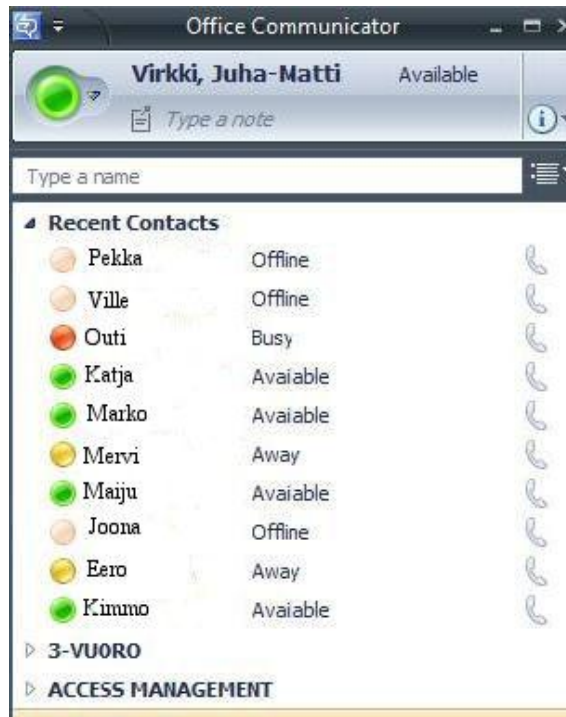 Office Communicator
Virkki, Juha-Matti Available
Type a note
Type a name
Recent Contacts
Pekka Offline
Ville Offline
Outi Busy
Katja Avaiable
Marko Avaiable
Mervi Away
Maiju Avaiable
Joona Offline
Eero Away
Kimmo Avaiable
3-VU0RO
ACCESS MANAGEMENT